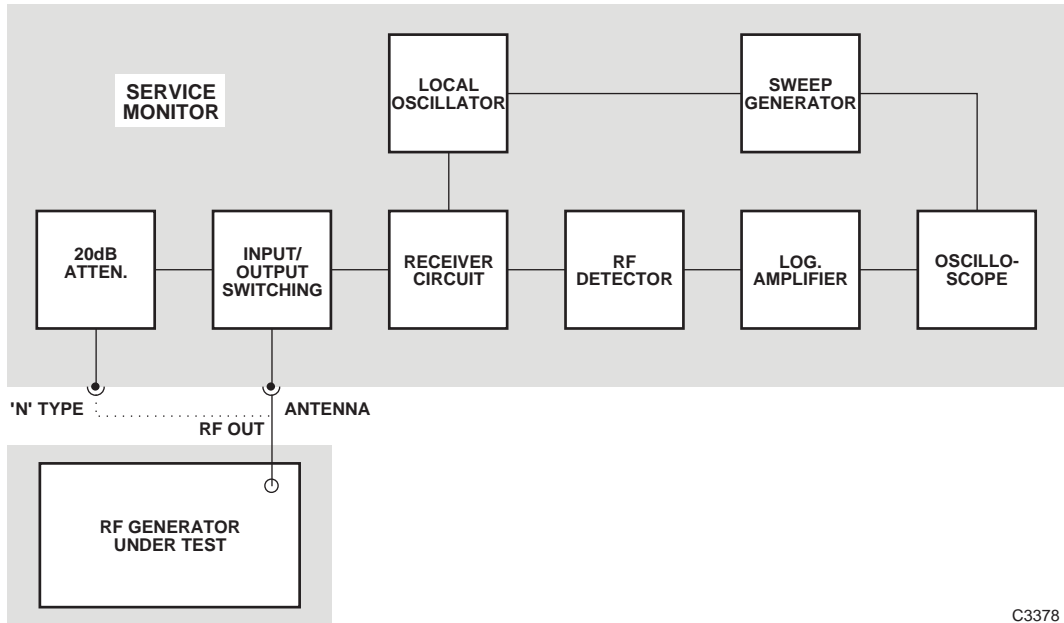 SERVICE
MONITOR
LOCAL
OSCILLATOR
SWEEP
GENERATOR
20dB
ATTEN.
INPUT/
OUTPUT
SWITCHING
RECEIVER
CIRCUIT
RF
DETECTOR
LOG.
AMPLIFIER
OSCILLO-
SCOPE
'N' TYPE
ANTENNA
RF OUT
RF GENERATOR
UNDER TEST
C3378